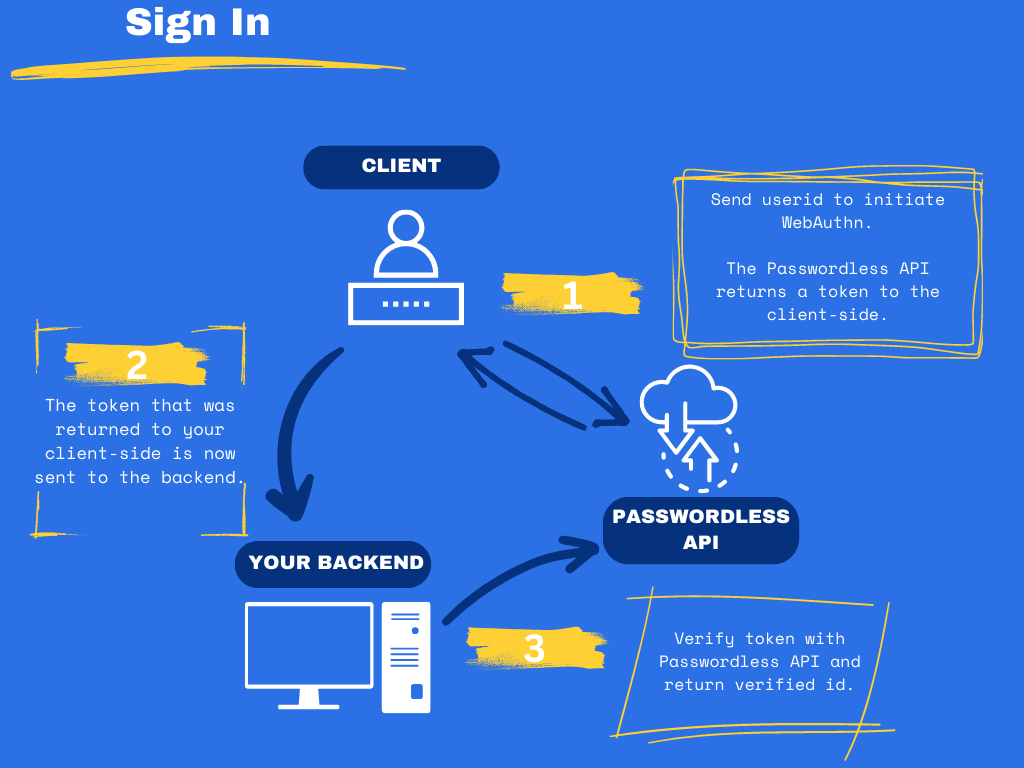 Sign In
CLIENT
1
Send userid to initiate
WebAuthn.
The Passwordless API
returns a token to the
client-side.
2
The token that was
returned to your
client-side is now
sent to the backend.
PASSWORDLESS
API
YOUR BACKEND
3
Verify token with
Passwordless API and
return verified id.